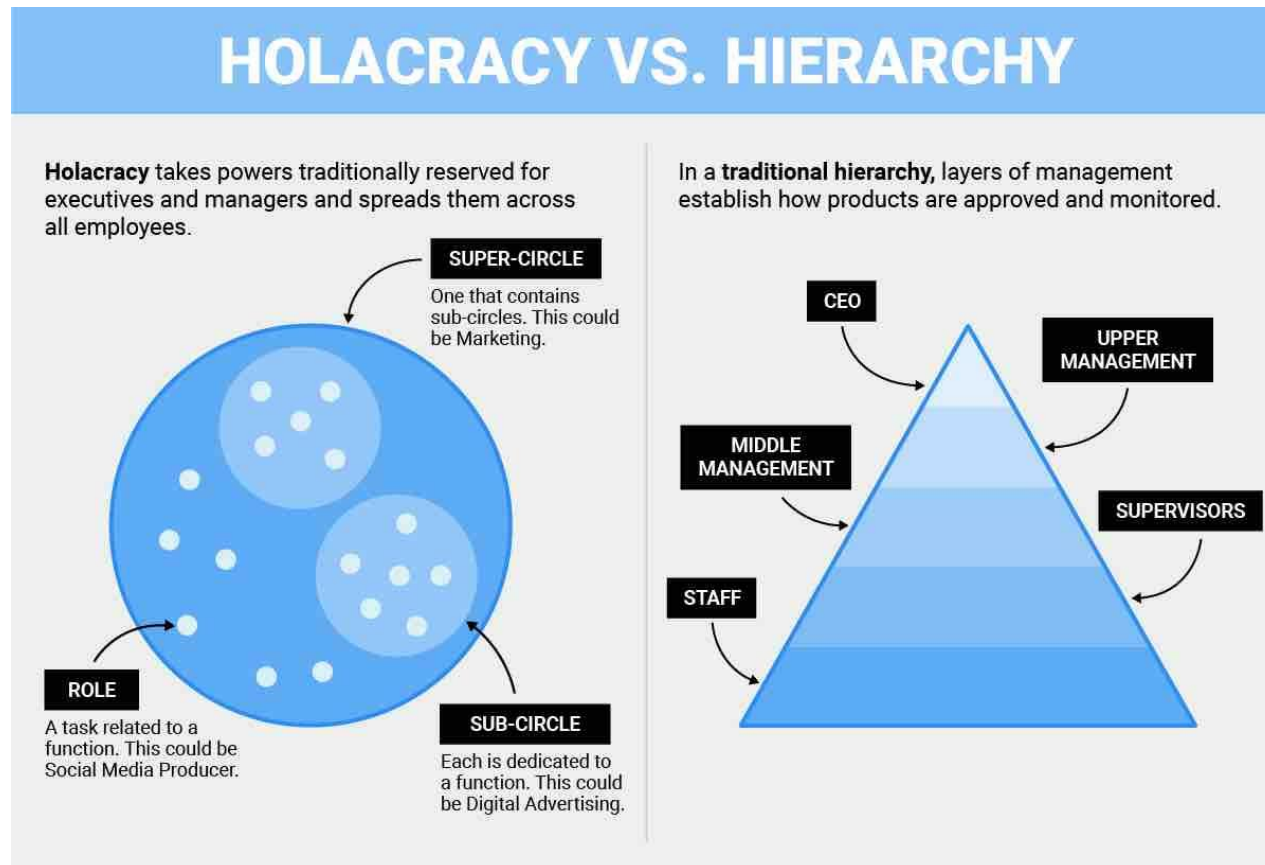 HOLACRACY VS. HIERARCHY
Holacracy takes powers traditionally reserved for
executives and managers and spreads them across
all employees.
SUPER-CIRCLE
One that contains
sub-circles. This could
be Marketing.
ROLE
A task related to a
function. This could be
Social Media Producer.
SUB-CIRCLE
Each is dedicated to
a function. This could
be Digital Advertising.
In a traditional hierarchy, layers of management
establish how products are approved and monitored.
CEO
UPPER
MANAGEMENT
MIDDLE
MANAGEMENT
SUPERVISORS
STAFF